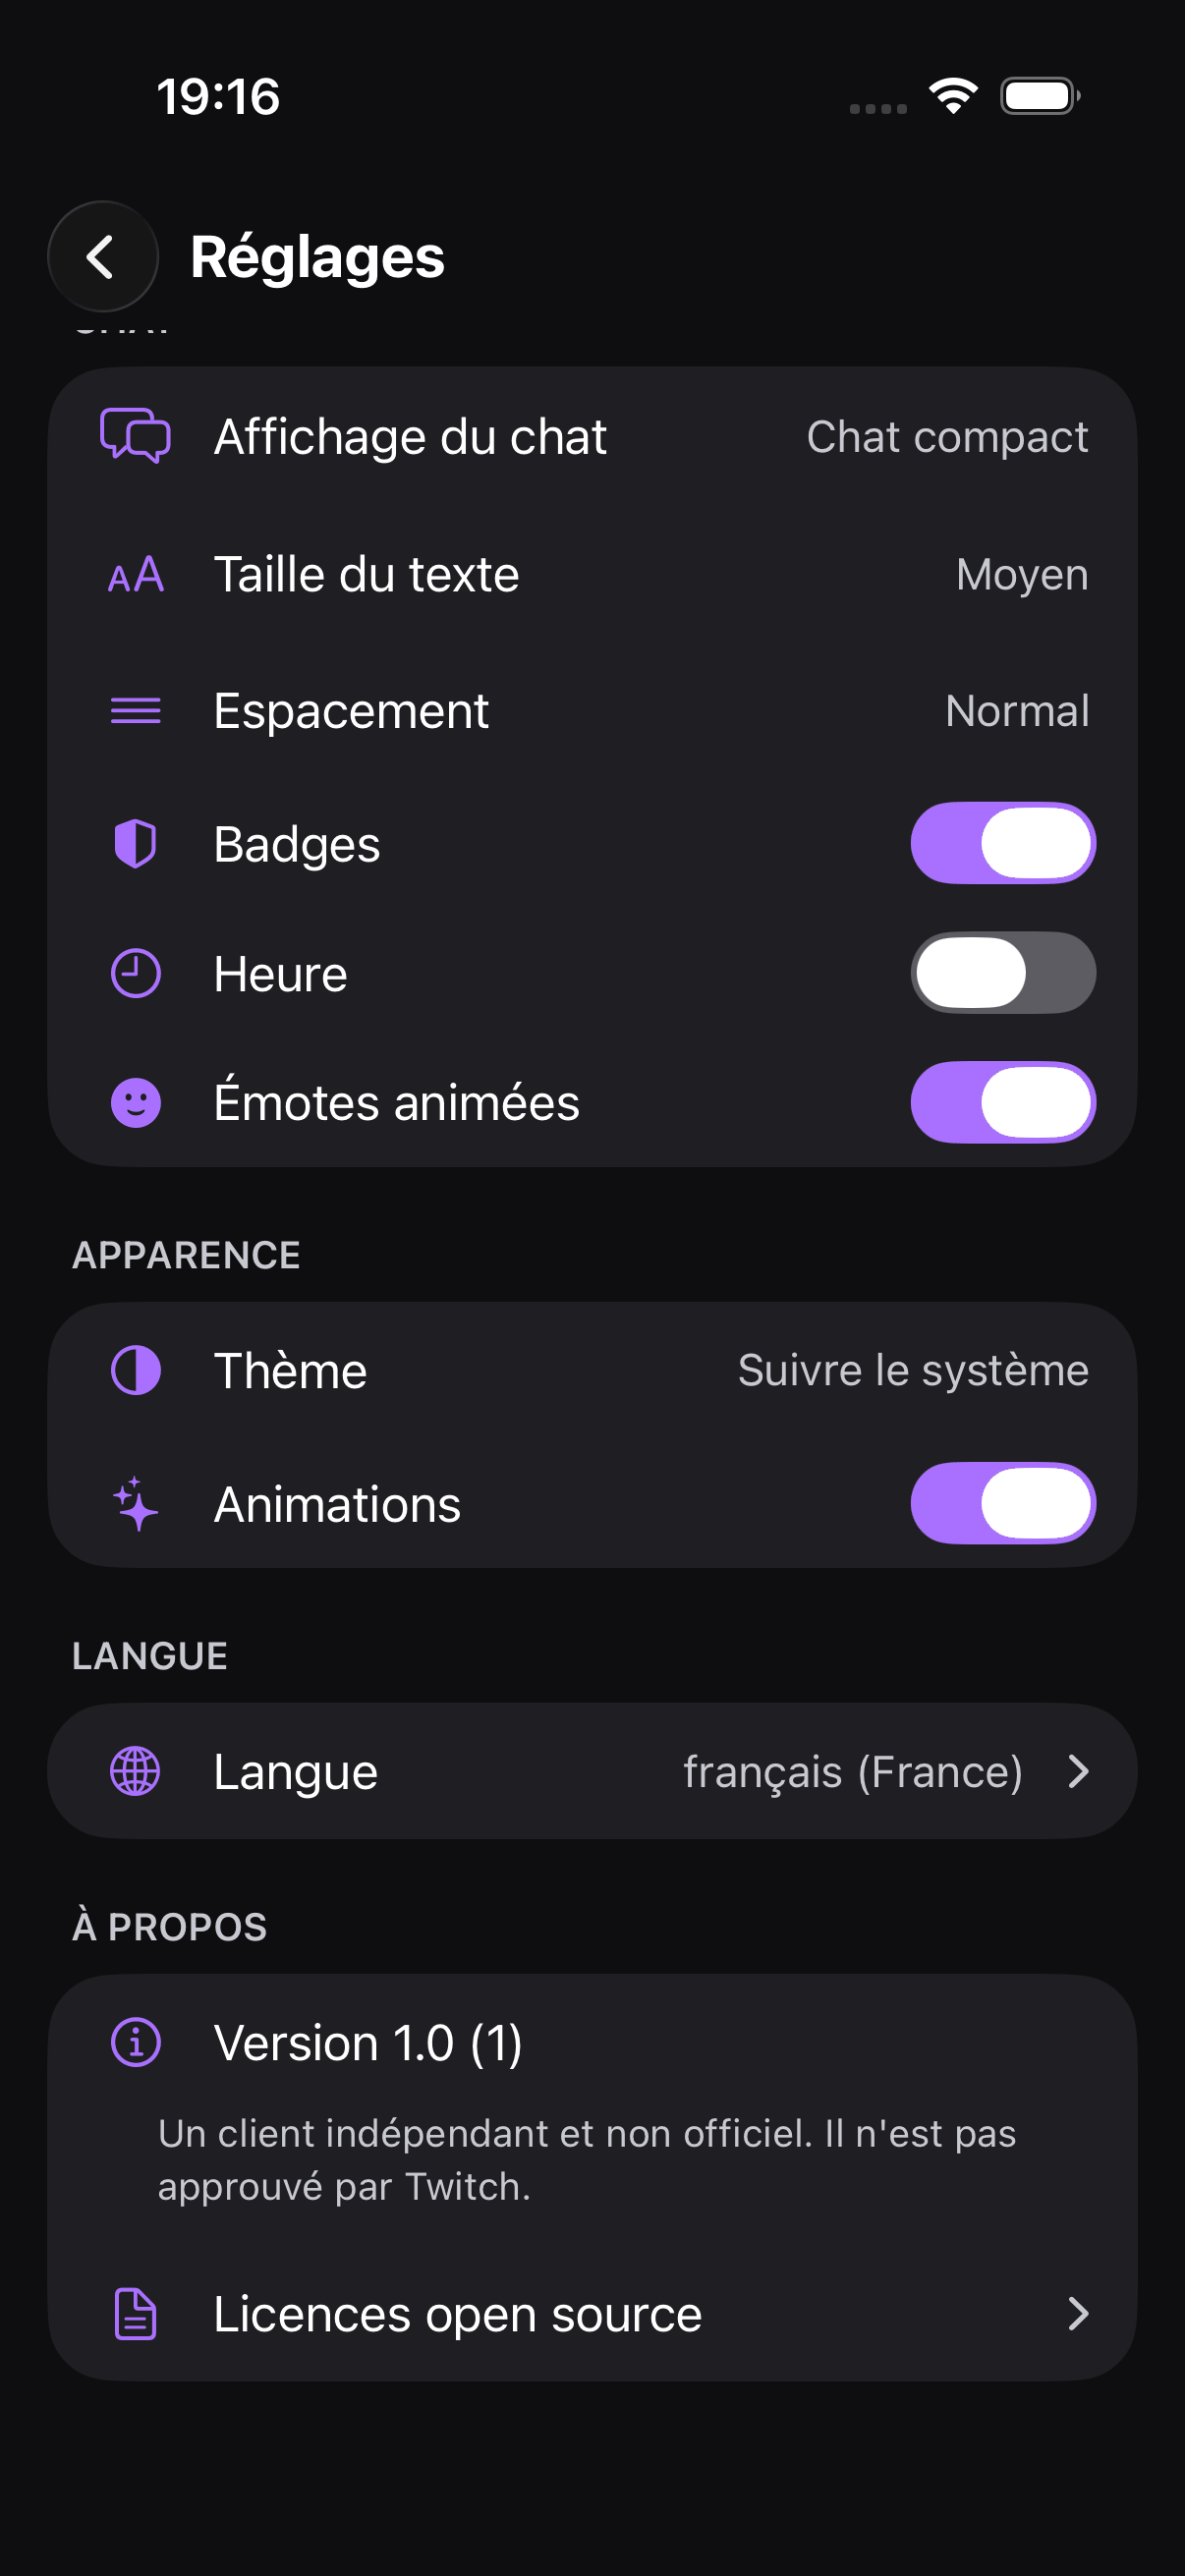 19:16
Réglages
Affichage du chat
Chat compact
Taille du texte
Moyen
Espacement
Normal
Badges
Heure
Émotes animées
APPARENCE
Thème
Suivre le système
Animations
LANGUE
Langue
français (France)
À PROPOS
Version 1.0 (1)
Un client indépendant et non officiel. Il n'est pas
approuvé par Twitch.
Licences open source